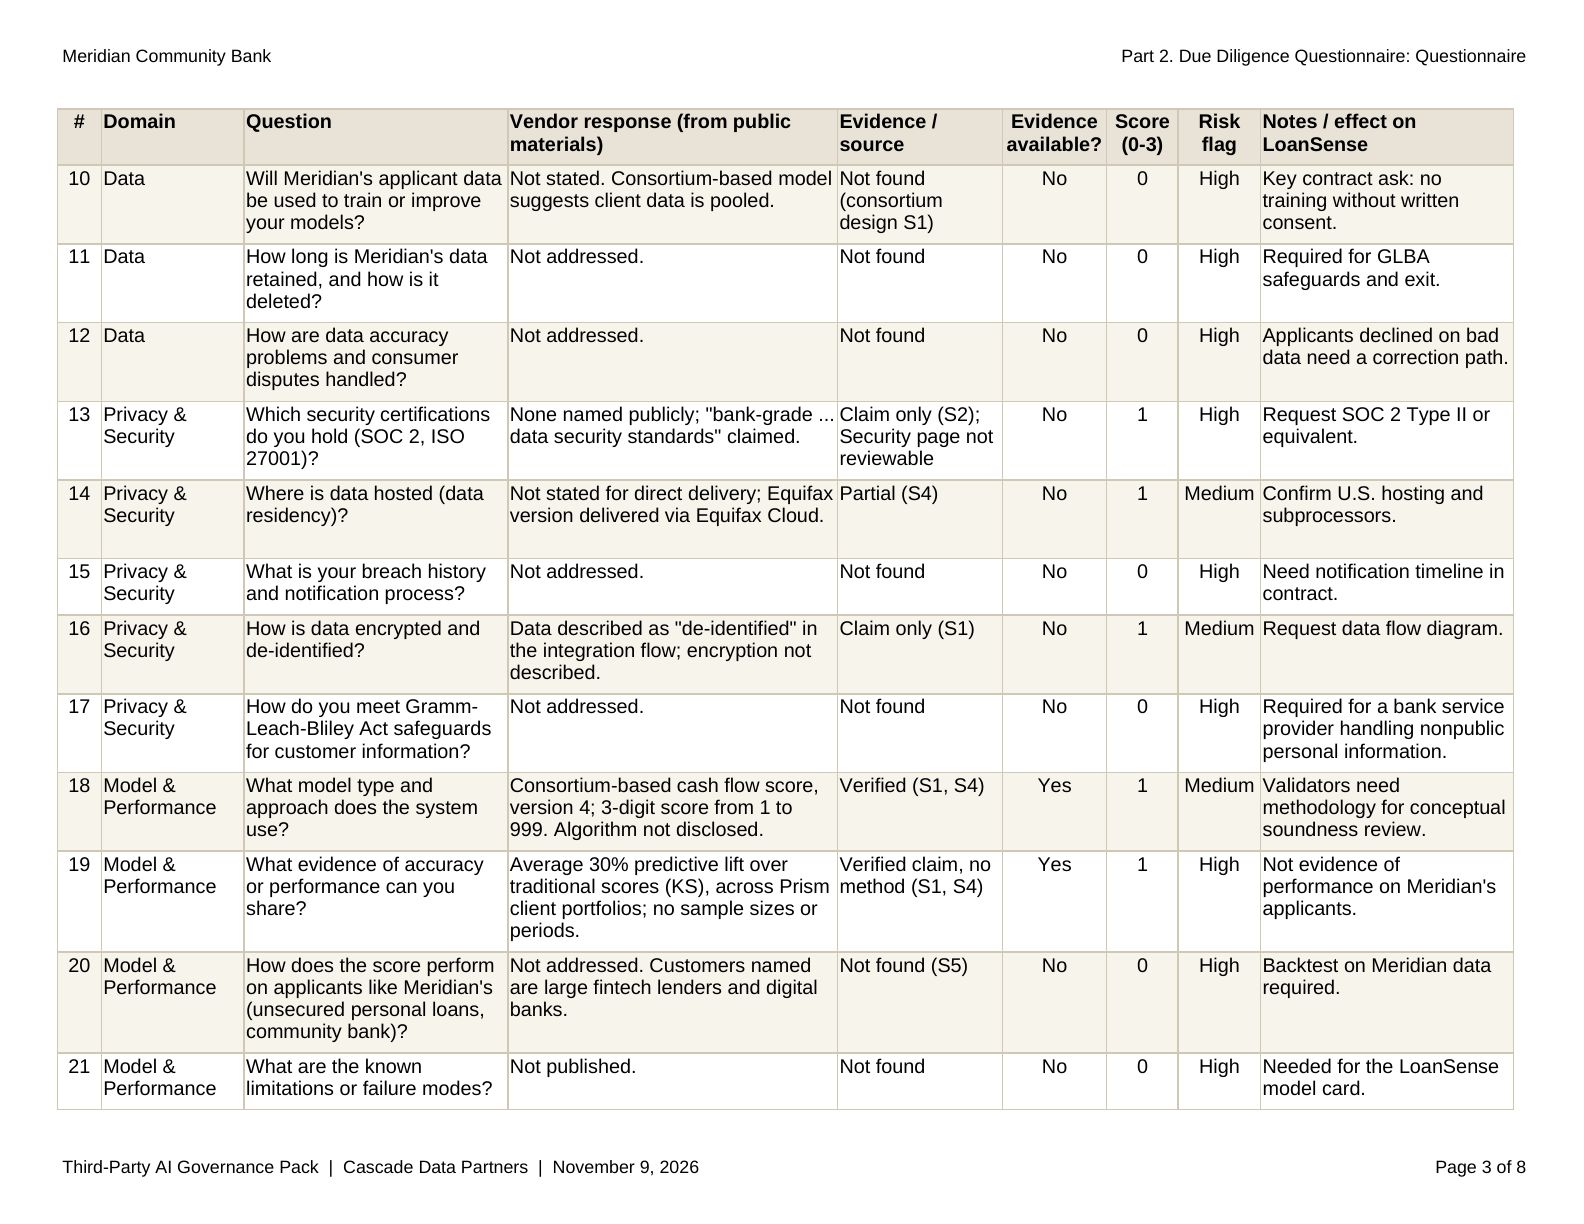 Meridian Community Bank
Part 2. Due Diligence Questionnaire: Questionnaire
# Domain Question Vendor response (from public materials) Evidence / source Evidence available? Score (0-3) Risk flag Notes / effect on LoanSense
10 Data Will Meridian's applicant data be used to train or improve your models? Not stated. Consortium-based model suggests client data is pooled. Not found (consortium design S1) No 0 High Key contract ask: no training without written consent.
11 Data How long is Meridian's data retained, and how is it deleted? Not addressed. Not found No 0 High Required for GLBA safeguards and exit.
12 Data How are data accuracy problems and consumer disputes handled? Not addressed. Not found No 0 High Applicants declined on bad data need a correction path.
13 Privacy & Security Which security certifications do you hold (SOC 2, ISO 27001)? None named publicly; "bank-grade ... data security standards" claimed. Claim only (S2); Security page not reviewable No 1 High Request SOC 2 Type II or equivalent.
14 Privacy & Security Where is data hosted (data residency)? Not stated for direct delivery; Equifax version delivered via Equifax Cloud. Partial (S4) No 1 Medium Confirm U.S. hosting and subprocessors.
15 Privacy & Security What is your breach history and notification process? Not addressed. Not found No 0 High Need notification timeline in contract.
16 Privacy & Security How is data encrypted and de-identified? Data described as "de-identified" in the integration flow; encryption not described. Claim only (S1) No 1 Medium Request data flow diagram.
17 Privacy & Security How do you meet Gramm-Leach-Bliley Act safeguards for customer information? Not addressed. Not found No 0 High Required for a bank service provider handling nonpublic personal information.
18 Model & Performance What model type and approach does the system use? Consortium-based cash flow score, version 4; 3-digit score from 1 to 999. Algorithm not disclosed. Verified (S1, S4) Yes 1 Medium Validators need methodology for conceptual soundness review.
19 Model & Performance What evidence of accuracy or performance can you share? Average 30% predictive lift over traditional scores (KS), across Prism client portfolios; no sample sizes or periods. Verified claim, no method (S1, S4) Yes 1 High Not evidence of performance on Meridian's applicants.
20 Model & Performance How does the score perform on applicants like Meridian's (unsecured personal loans, community bank)? Not addressed. Customers named are large fintech lenders and digital banks. Not found (S5) No 0 High Backtest on Meridian data required.
21 Model & Performance What are the known limitations or failure modes? Not published. Not found No 0 High Needed for the LoanSense model card.
Third-Party AI Governance Pack | Cascade Data Partners | November 9, 2026
Page 3 of 8